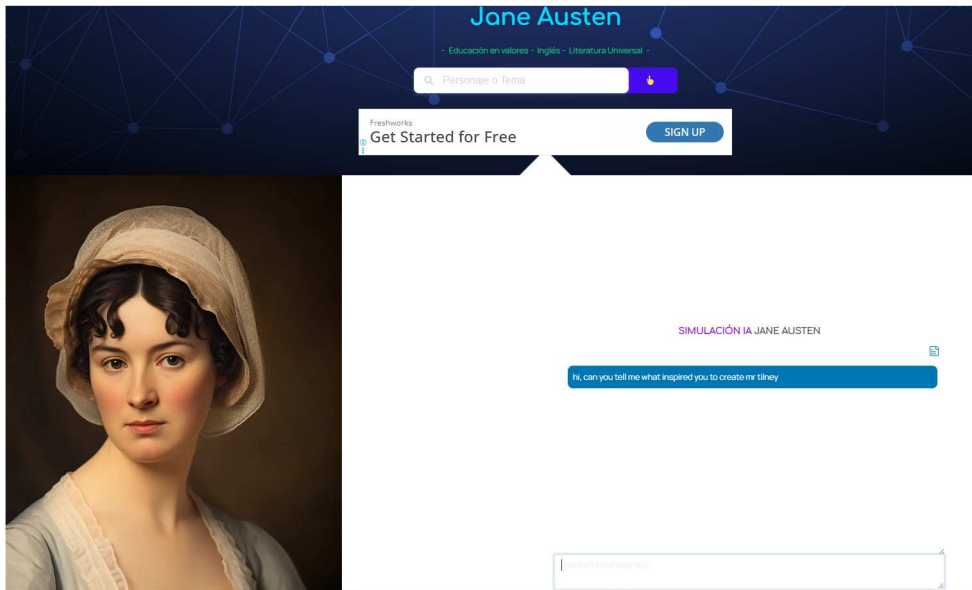 Jane Austen
- Educación en valores - Inglés - Literatura Universal -
Personaje o Tema
Freshworks
Get Started for Free
SIGN UP
SIMULACIÓN IA JANE AUSTEN
hi, can you tell me what inspired you to create mr tilney